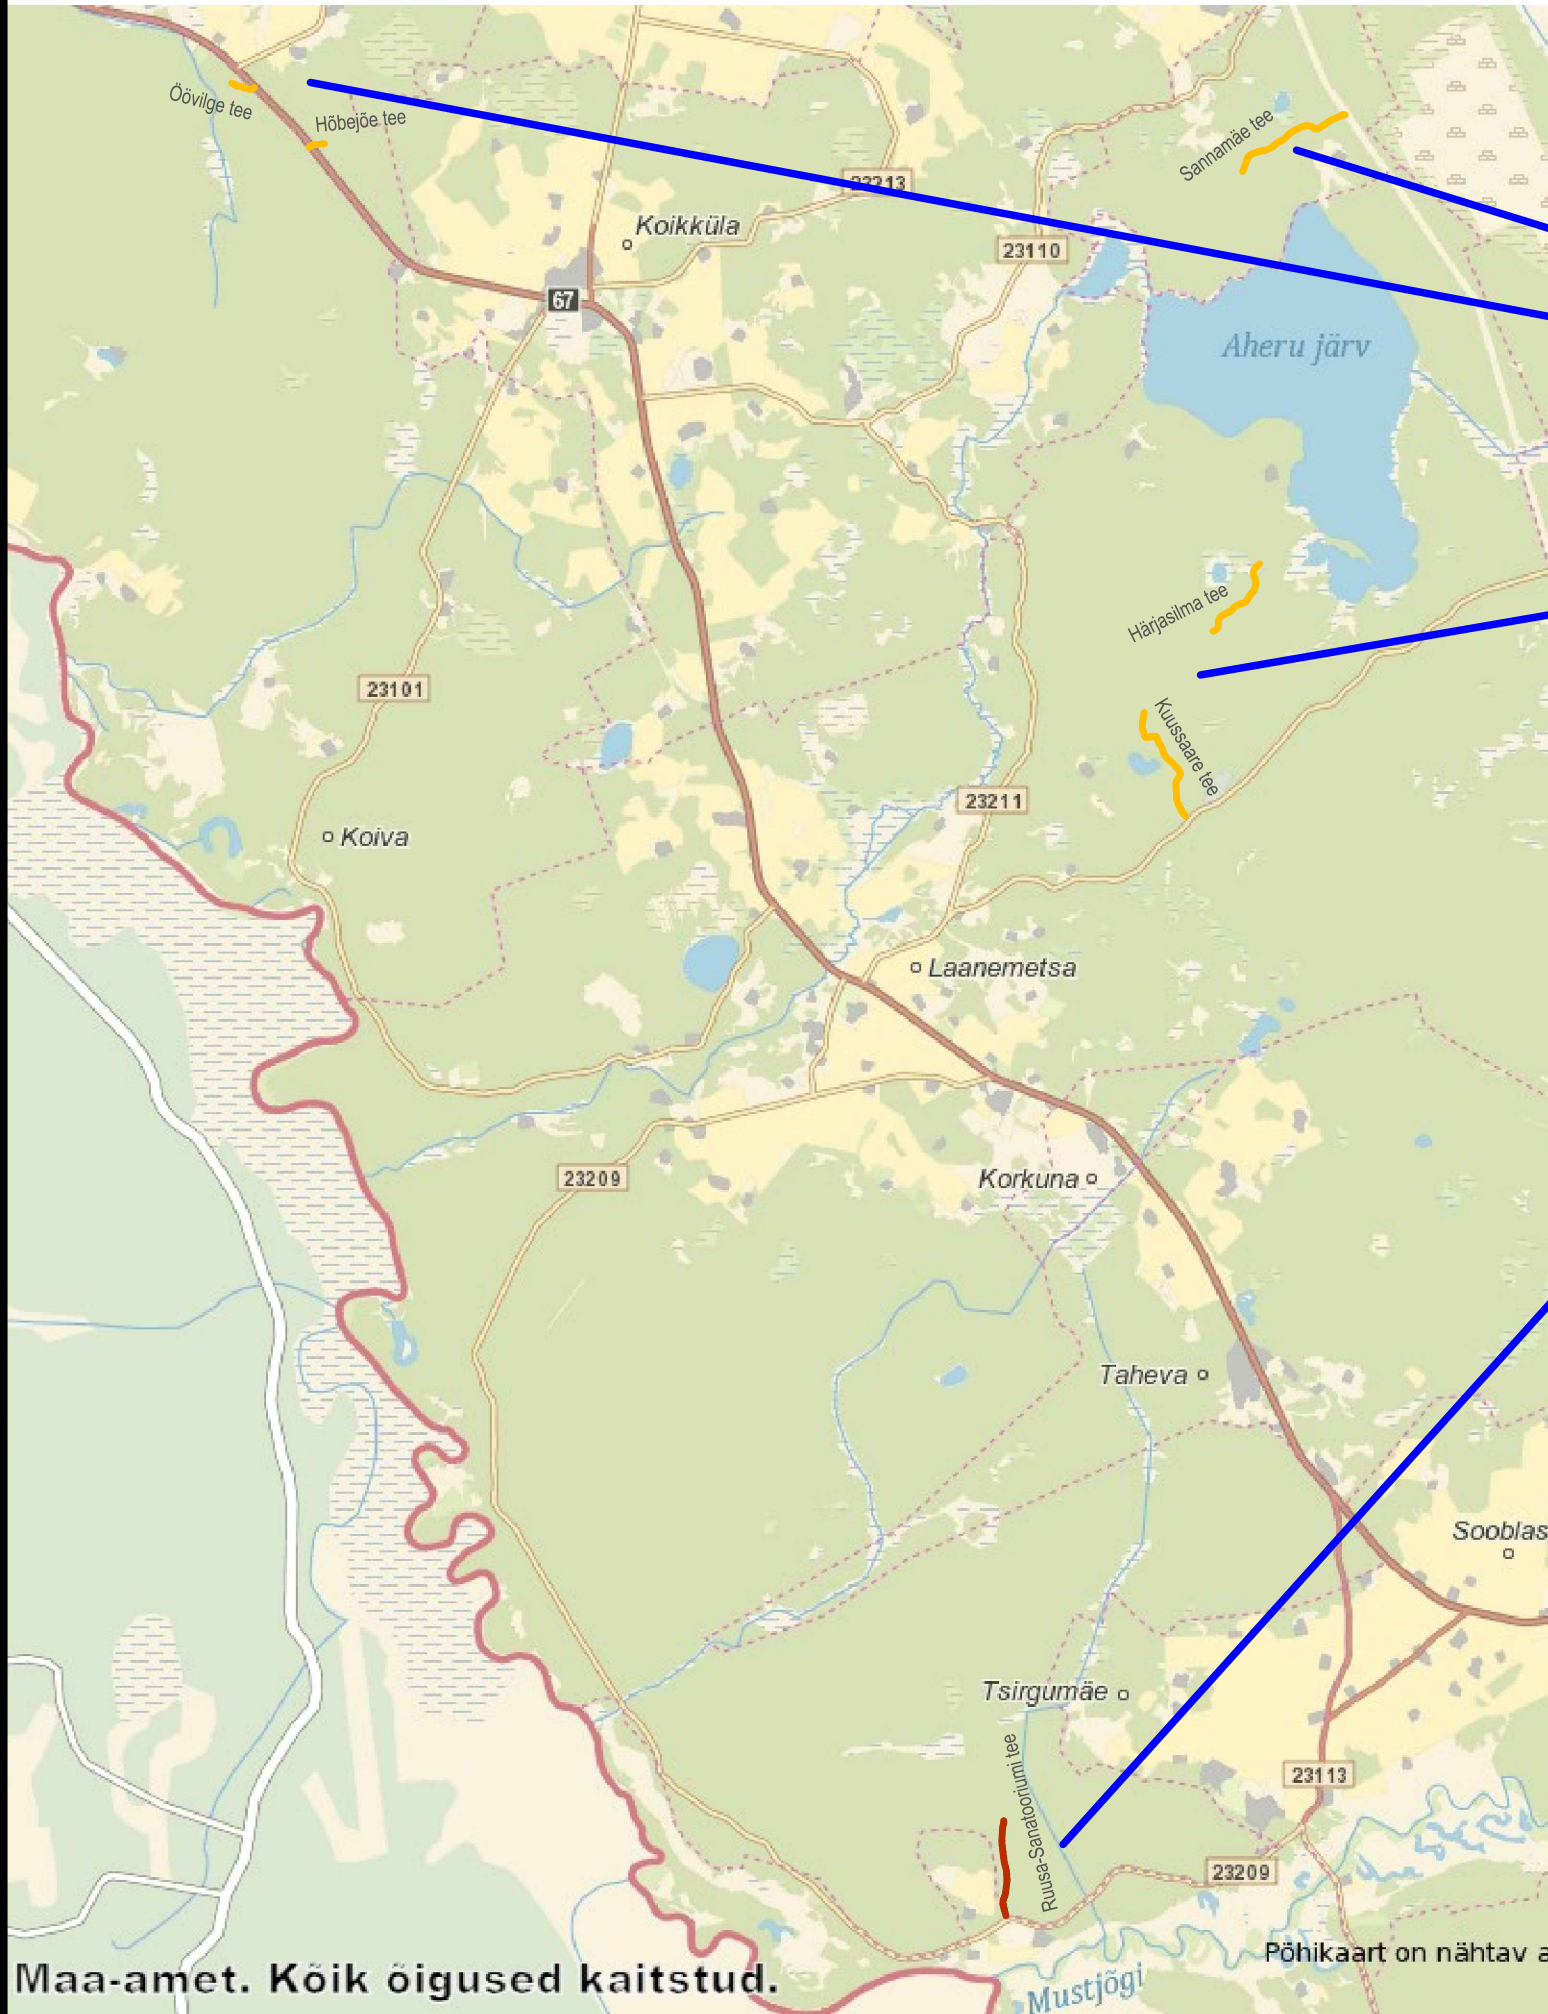 Öövilge tee
Hõbejõe tee
Sannamäe tee
23213
Koikküla
23110
67
Aheru järv
Härjasilma tee
23101
Kuussaare tee
23211
Koiva
Laanemetsa
Korkuna
23209
Taheva
Sooblas
Tsirgumäe
Ruusa-Sanatooriumi tee
23113
23209
Põhikaart on nähtav a
Maa-amet. Kõik õigused kaitstud.
Mustjõgi